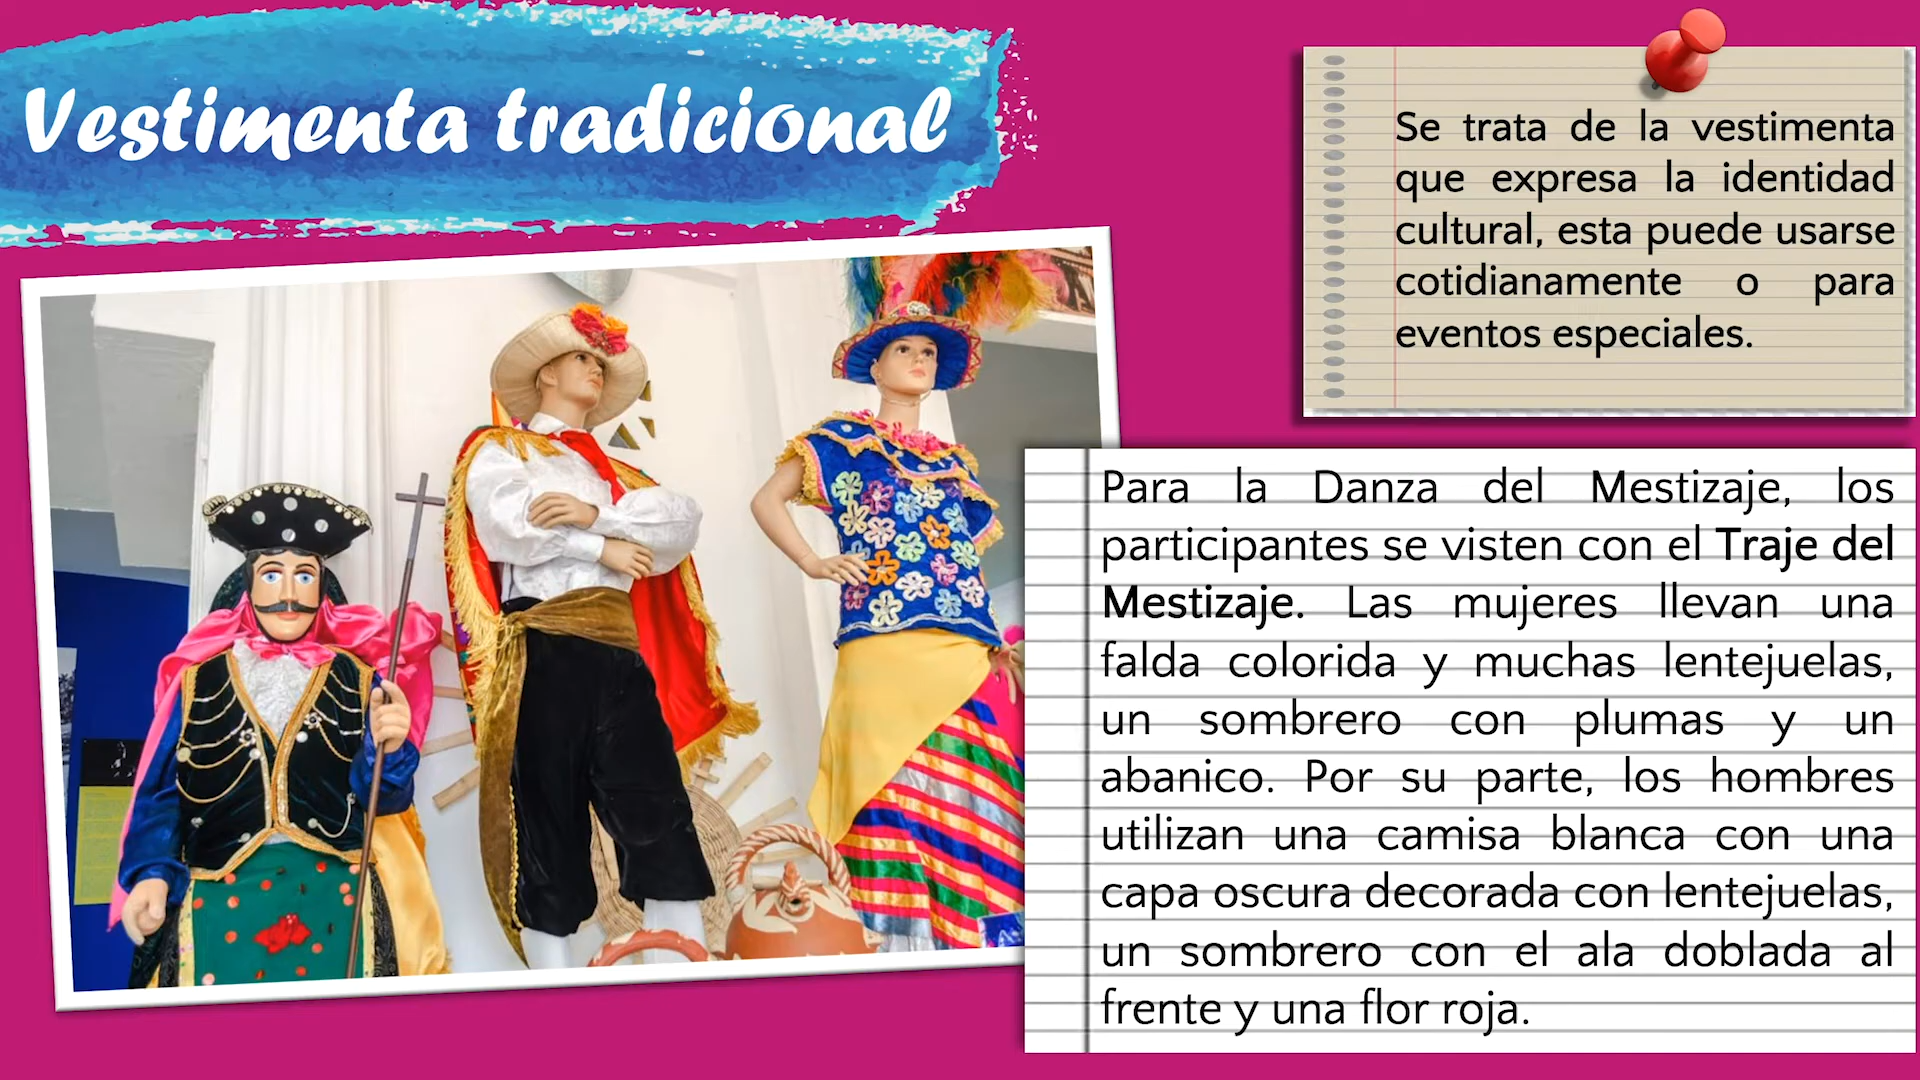 Vestimenta tradicional
Se trata de la vestimenta
que expresa la identidad
cultural, esta puede usarse
cotidianamente o para
eventos especiales.
Para la Danza del Mestizaje, los
participantes se visten con el Traje del
Mestizaje. Las mujeres llevan una
falda colorida y muchas lentejuelas,
un sombrero con plumas y un
abanico. Por su parte, los hombres
utilizan una camisa blanca con una
capa oscura decorada con lentejuelas,
un sombrero con el ala doblada al
frente y una flor roja.